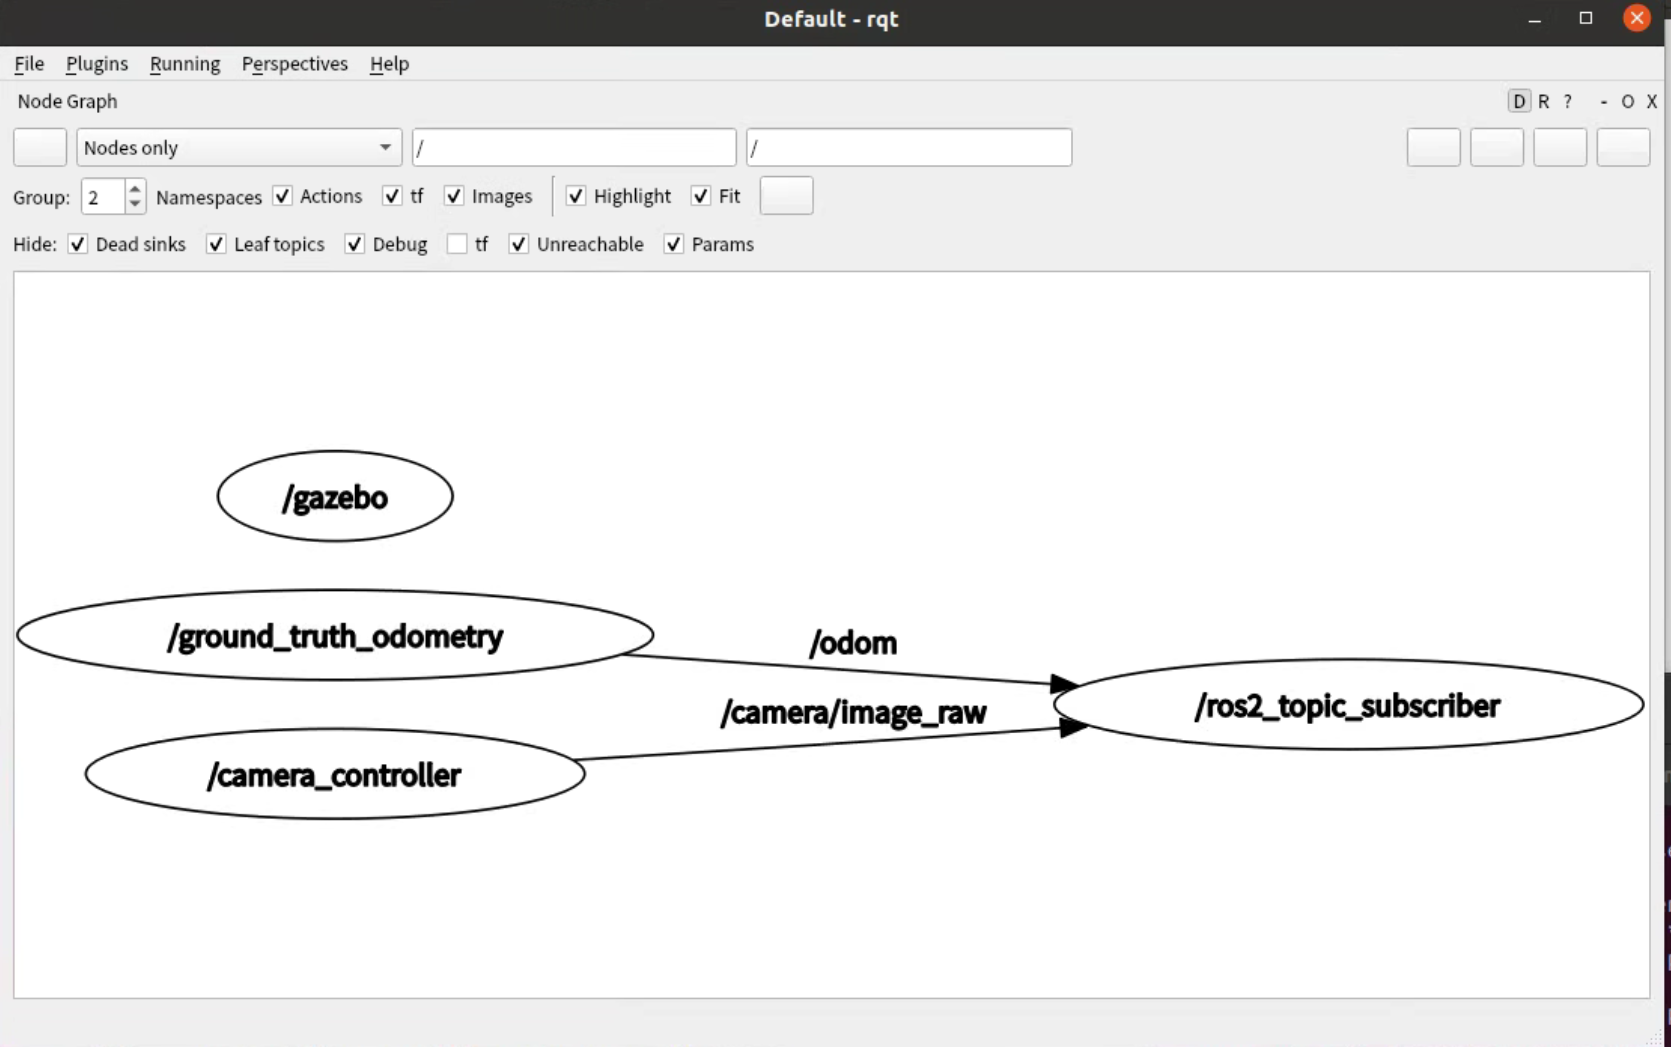 Default - rqt
File Plugins Running Perspectives Help
Node Graph D R ? - O X
Nodes only / /
Group: 2 Namespaces Actions tf Images Highlight Fit
Hide: Dead sinks Leaf topics Debug tf Unreachable Params
/gazebo
/ground_truth_odometry
/odom
/camera/image_raw
/ros2_topic_subscriber
/camera_controller